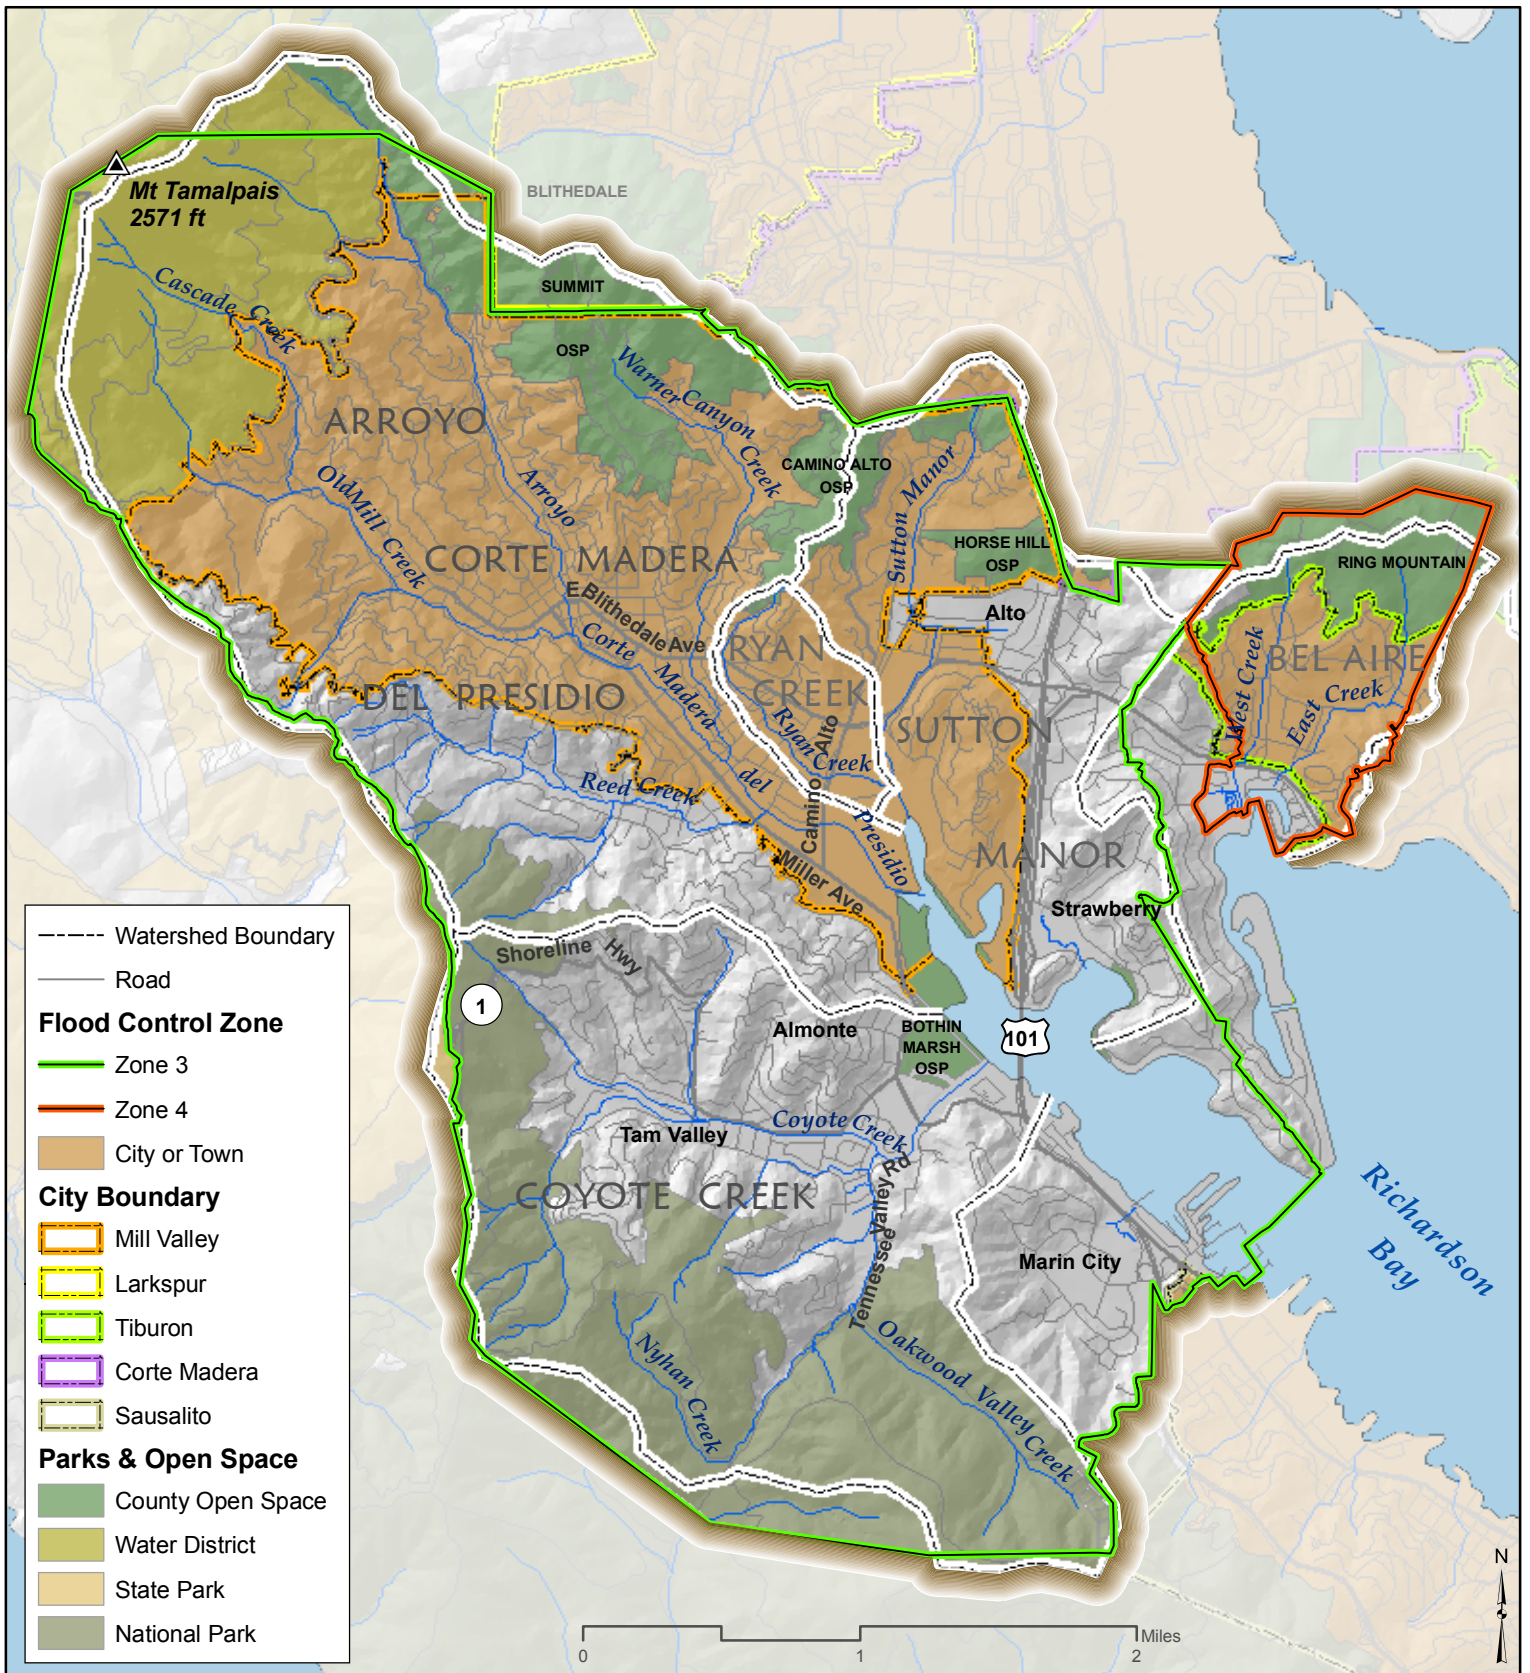 BLITHEDALE
Mt Tamalpais
2571 ft
SUMMIT
OSP
Cascade Creek
Warner Canyon Creek
ARROYO
CAMINO ALTO
OSP
Sutton Manor
Old Mill Creek
Arroyo
HORSE HILL
OSP
RING MOUNTAIN
CORTE MADERA
E Blithedale Ave
Alto
Corte Madera del Presidio
RYAN
CREEK
BEL AIRE
West Creek
East Creek
DEL PRESIDIO
SUTTON
MANOR
Ryan Creek
Camino Alto
Reed Creek
Miller Ave
Strawberry
Shoreline Hwy
1
Almonte
BOTHIN
MARSH
OSP
101
Tam Valley
Coyote Creek
COYOTE CREEK
Tennessee Valley Rd
Marin City
Richardson
Bay
Nyhan Creek
Oakwood Valley Creek
Watershed Boundary
Road
Flood Control Zone
Zone 3
Zone 4
City or Town
City Boundary
Mill Valley
Larkspur
Tiburon
Corte Madera
Sausalito
Parks & Open Space
County Open Space
Water District
State Park
National Park
N
Miles
0 1 2